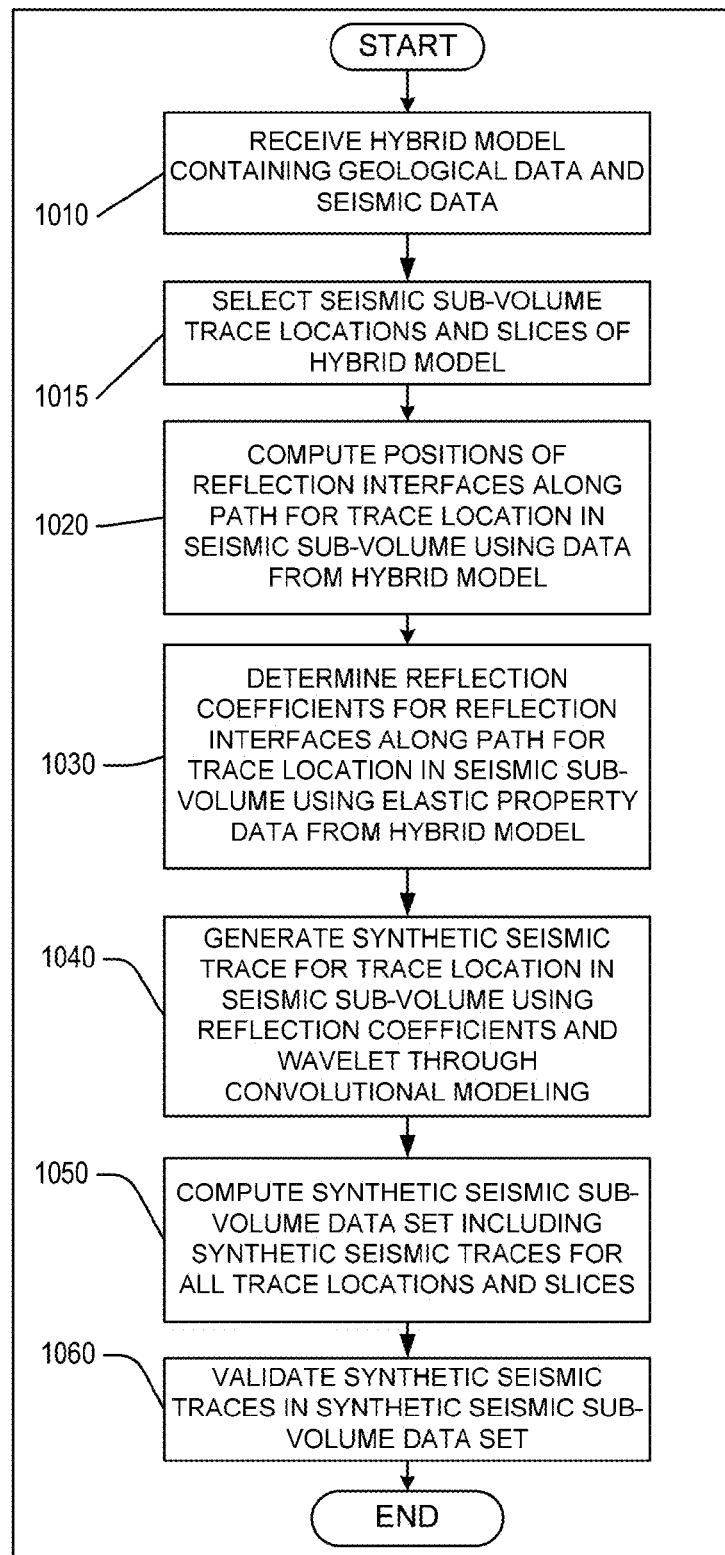 START
RECEIVE HYBRID MODEL
CONTAINING GEOLOGICAL DATA AND
SEISMIC DATA
1010
SELECT SEISMIC SUB-VOLUME
TRACE LOCATIONS AND SLICES OF
HYBRID MODEL
1015
COMPUTE POSITIONS OF
REFLECTION INTERFACES ALONG
PATH FOR TRACE LOCATION IN
SEISMIC SUB-VOLUME USING DATA
FROM HYBRID MODEL
1020
DETERMINE REFLECTION
COEFFICIENTS FOR REFLECTION
INTERFACES ALONG PATH FOR
TRACE LOCATION IN SEISMIC SUB-
VOLUME USING ELASTIC PROPERTY
DATA FROM HYBRID MODEL
1030
GENERATE SYNTHETIC SEISMIC
TRACE FOR TRACE LOCATION IN
SEISMIC SUB-VOLUME USING
REFLECTION COEFFICIENTS AND
WAVELET THROUGH
CONVOLUTIONAL MODELING
1040
1050
COMPUTE SYNTHETIC SEISMIC SUB-
VOLUME DATA SET INCLUDING
SYNTHETIC SEISMIC TRACES FOR
ALL TRACE LOCATIONS AND SLICES
1060
VALIDATE SYNTHETIC SEISMIC
TRACES IN SYNTHETIC SEISMIC SUB-
VOLUME DATA SET
END